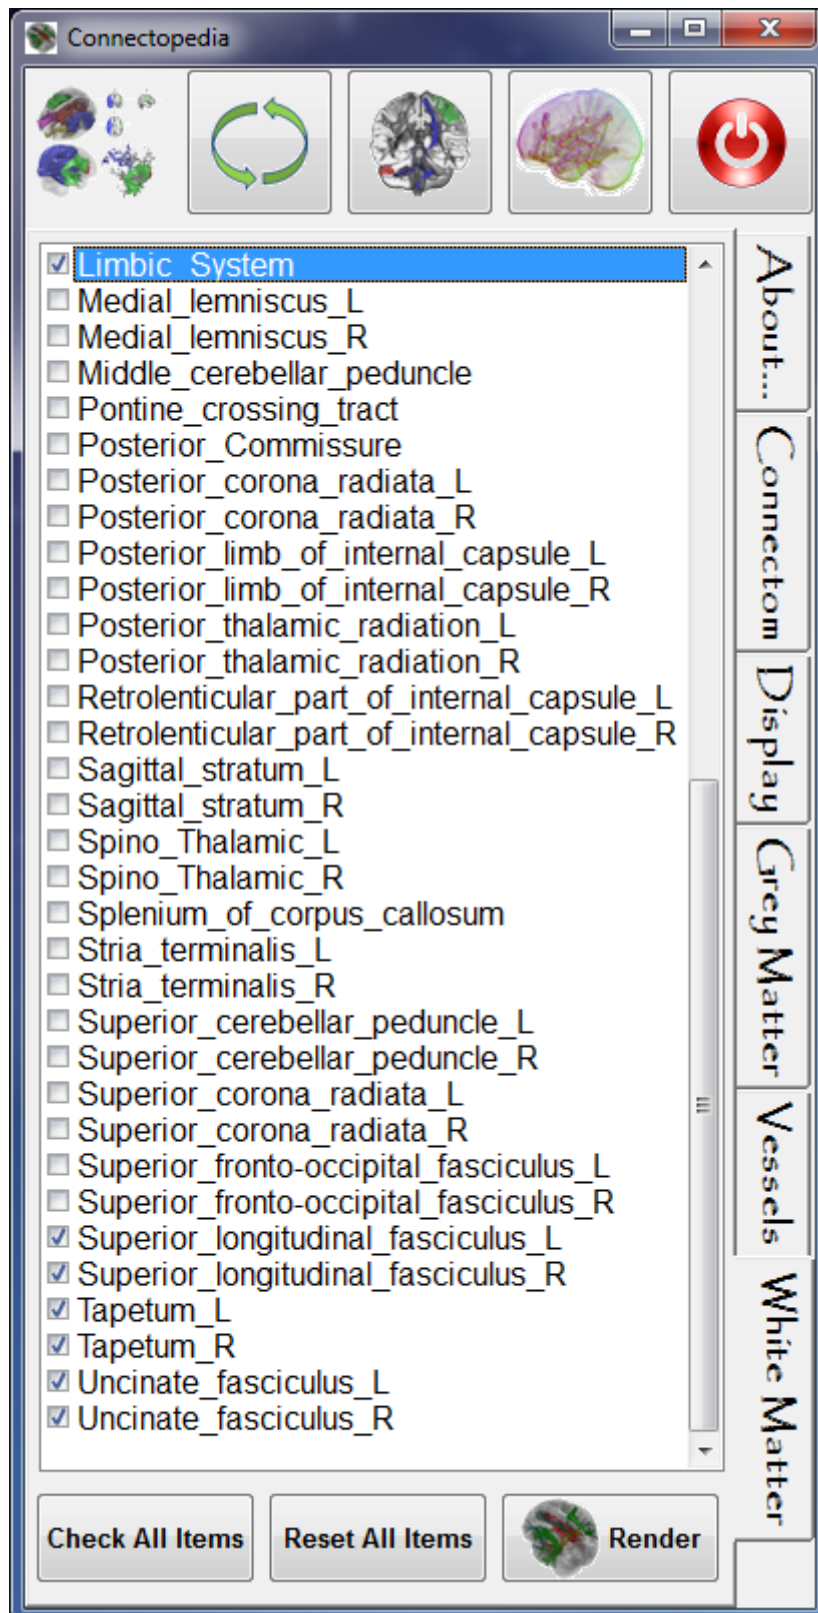 Connectopedia
Limbic_System
Medial_lemniscus_L
Medial_lemniscus_R
Middle_cerebellar_peduncle
Pontine_crossing_tract
Posterior_Commissure
Posterior_corona_radiata_L
Posterior_corona_radiata_R
Posterior_limb_of_internal_capsule_L
Posterior_limb_of_internal_capsule_R
Posterior_thalamic_radiation_L
Posterior_thalamic_radiation_R
Retrolenticular_part_of_internal_capsule_L
Retrolenticular_part_of_internal_capsule_R
Sagittal_stratum_L
Sagittal_stratum_R
Spino_Thalamic_L
Spino_Thalamic_R
Splenium_of_corpus_callosum
Stria_terminalis_L
Stria_terminalis_R
Superior_cerebellar_peduncle_L
Superior_cerebellar_peduncle_R
Superior_corona_radiata_L
Superior_corona_radiata_R
Superior_fronto-occipital_fasciculus_L
Superior_fronto-occipital_fasciculus_R
Superior_longitudinal_fasciculus_L
Superior_longitudinal_fasciculus_R
Tapetum_L
Tapetum_R
Uncinate_fasciculus_L
Uncinate_fasciculus_R
About...
Connectom
Display
Grey Matter
Vessels
White Matter
Check All Items
Reset All Items
Render